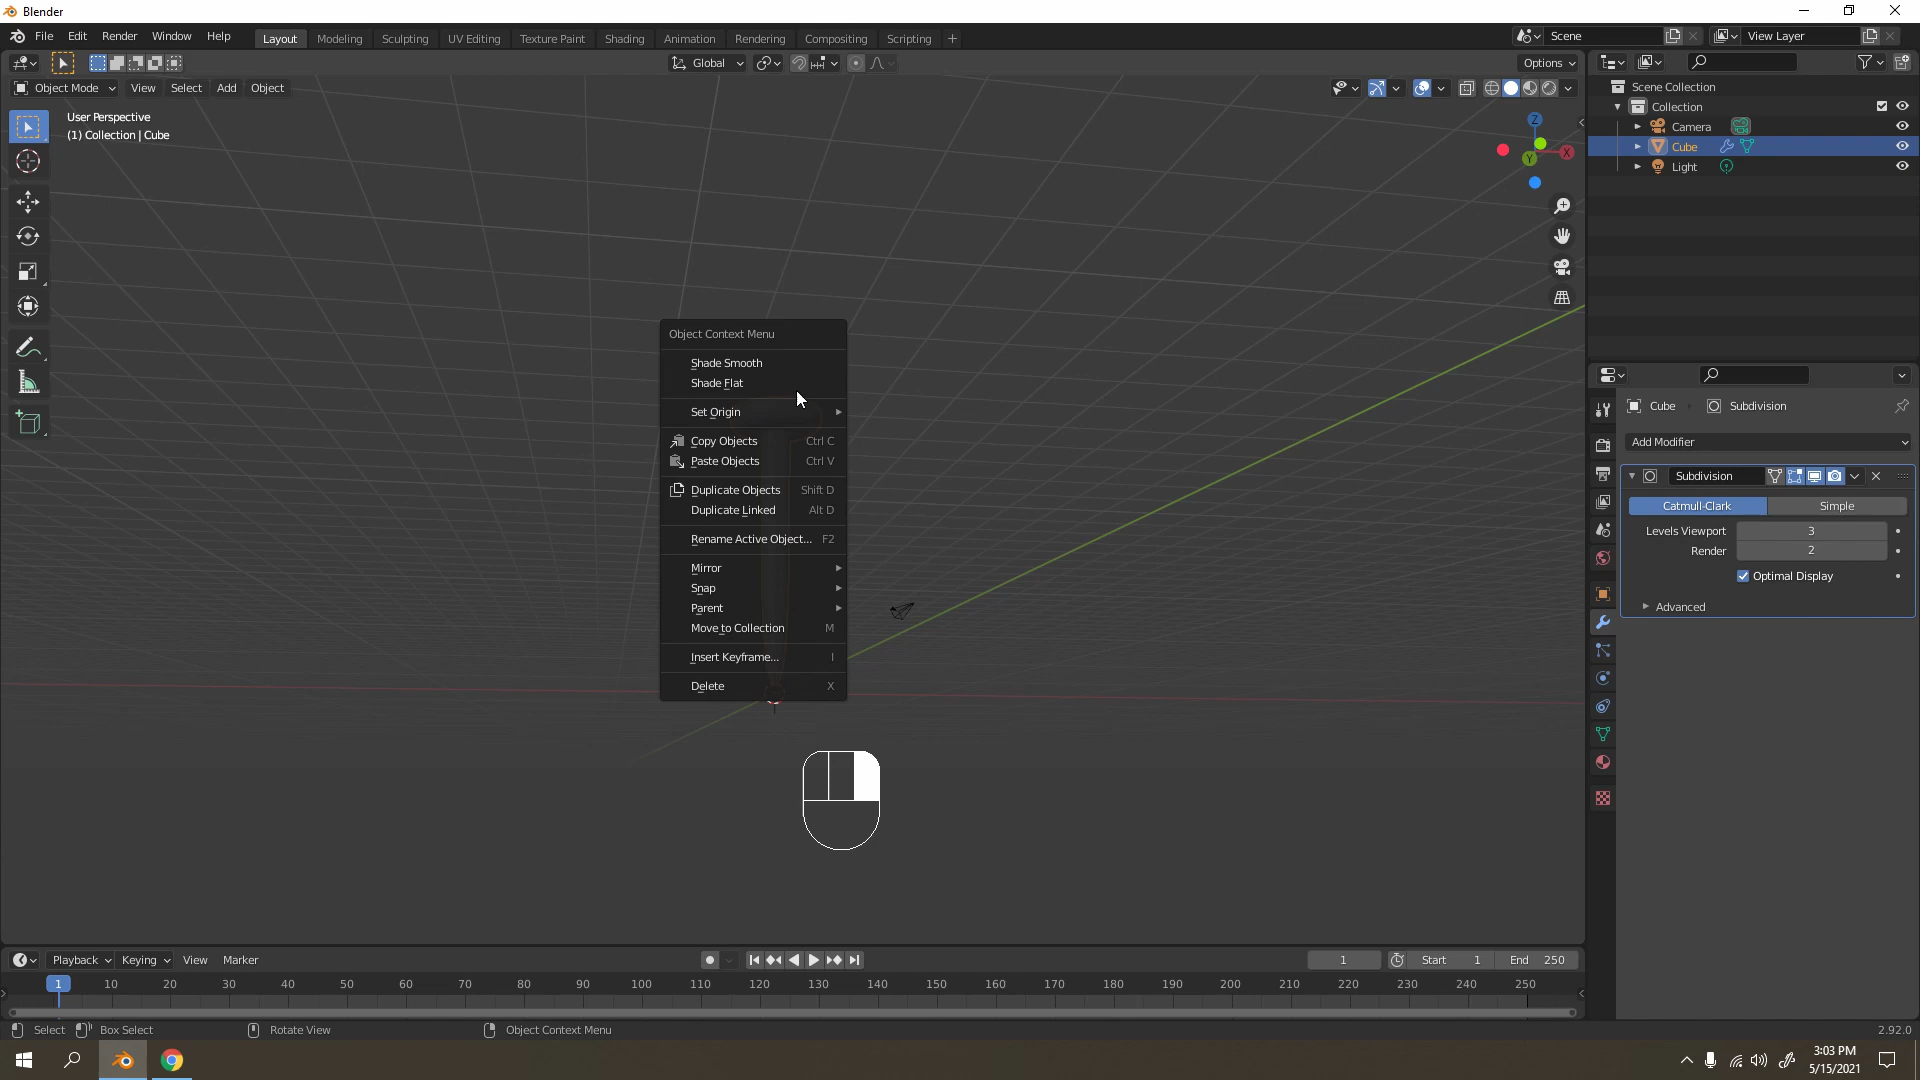 Blender
File Edit Render Window Help Layout Modeling Sculpting UV Editing Texture Paint Shading Animation Rendering Compositing Scripting + Scene View Layer
Global Options
Object Mode View Select Add Object
User Perspective
(1) Collection | Cube
Z
X
Y
Scene Collection
Collection
Camera
Cube
Light
Object Context Menu
Shade Smooth
Shade Flat
Set Origin
Copy Objects Ctrl C
Paste Objects Ctrl V
Duplicate Objects Shift D
Duplicate Linked Alt D
Rename Active Object... F2
Mirror
Snap
Parent
Move to Collection M
Insert Keyframe... I
Delete X
Cube Subdivision
Add Modifier
Subdivision
Catmull-Clark Simple
Levels Viewport 3
Render 2
Optimal Display
Advanced
Playback Keying View Marker 1 Start 1 End 250
1 10 20 30 40 50 60 70 80 90 100 110 120 130 140 150 160 170 180 190 200 210 220 230 240 250
Select Box Select Rotate View Object Context Menu 2.92.0
3:03 PM
5/15/2021